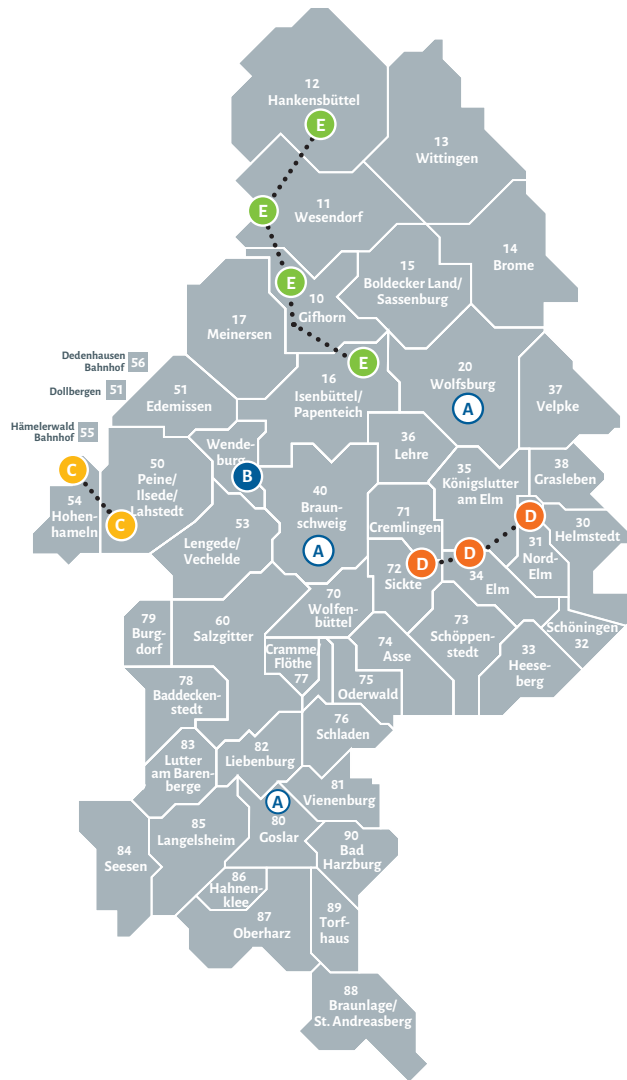 12
Hankensbüttel
E
13
Wittingen
E
11
Wesendorf
14
Brome
15
Boldecker Land/
Sassenburg
E
10
Gifhorn
17
Meinersen
Dedenhausen
Bahnhof
56
E
16
Isenbüttel/
Papenteich
20
Wolfsburg
A
37
Velpke
Dollbergen
51
51
Edemissen
Hämelerwald
Bahnhof
55
Wende-
burg
B
36
Lehre
C
50
Peine/
Ilsede/
Lahstedt
C
54
Hohen-
hameln
40
Braun-
schweig
A
35
Königslutter
am Elm
38
Grasleben
53
Lengede/
Vechelde
71
Cremlingen
D
30
Helmstedt
31
Nord-
Elm
D
D
72
Sickte
34
Elm
70
Wolfen-
büttel
79
Burg-
dorf
60
Salzgitter
73
Schöppen-
stedt
Schöningen
32
74
Asse
33
Heese-
berg
Cramme/
Flöthe
77
75
Oderwald
78
Baddecken-
stedt
76
Schladen
83
Lutter
am Baren-
berge
82
Liebenburg
81
Vienenburg
A
80
Goslar
85
Langelsheim
90
Bad
Harzburg
84
Seesen
86
Hahnen-
klee
87
Oberharz
89
Torf-
haus
88
Braunlage/
St. Andreasberg